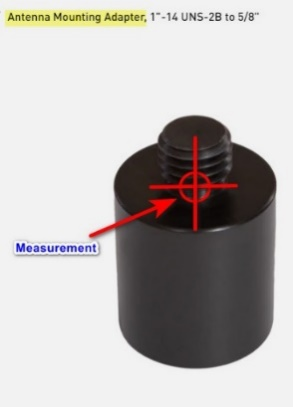 Antenna Mounting Adapter, 1"-14 UNS-2B to 5/8"
Measurement